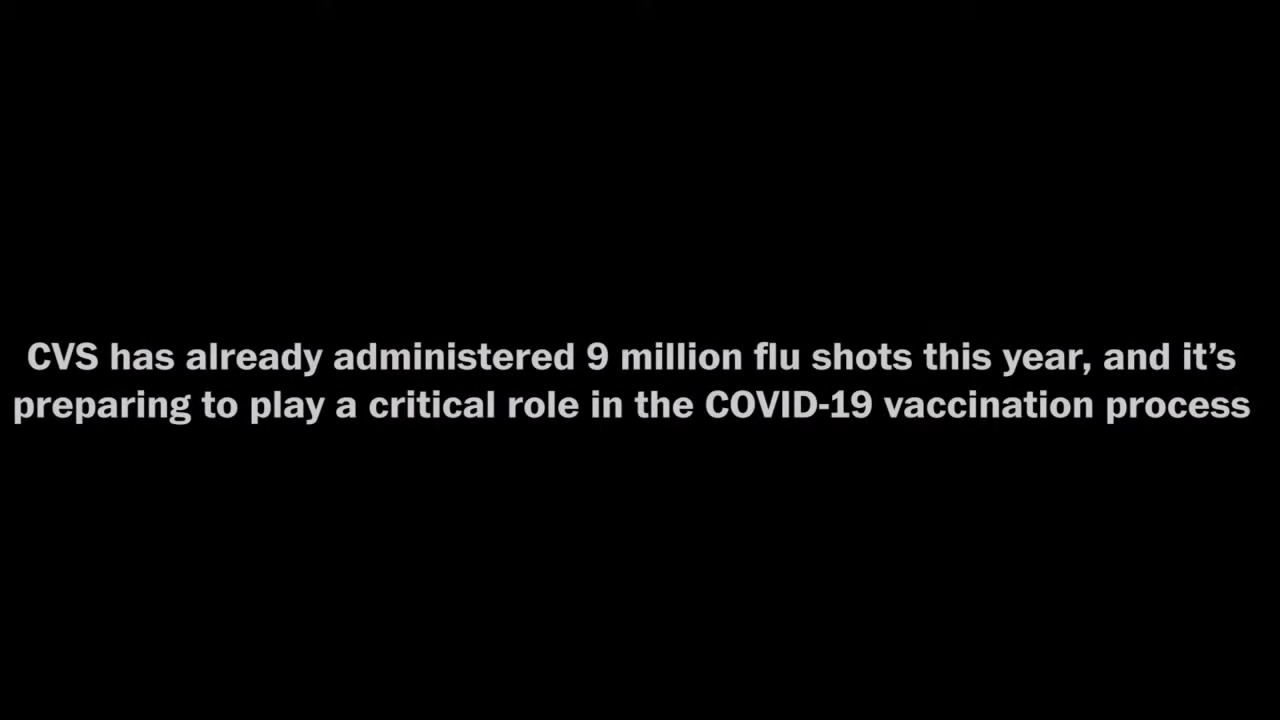 CVS has already administered 9 million flu shots this year, and it’s
preparing to play a critical role in the COVID-19 vaccination process